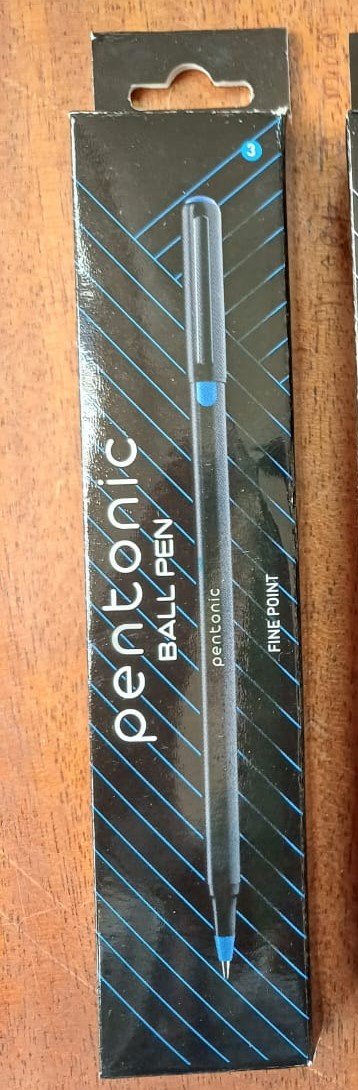 3
pentonic
BALL PEN
pentonic
FINE POINT